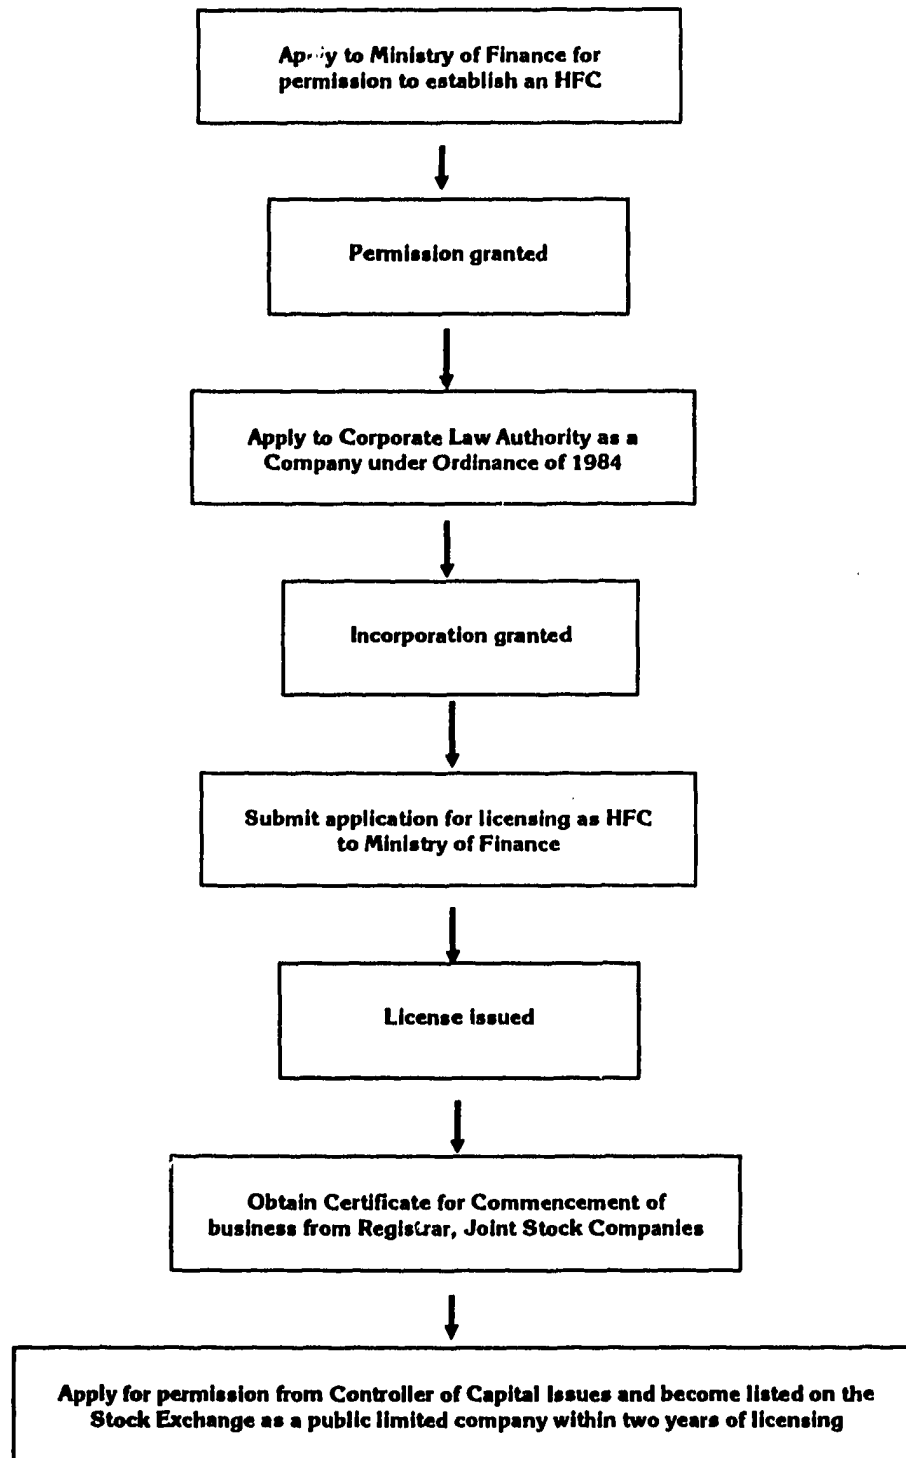 Apply to Ministry of Finance for
permission to establish an HFC
Permission granted
Apply to Corporate Law Authority as a
Company under Ordinance of 1984
Incorporation granted
Submit application for licensing as HFC
to Ministry of Finance
License issued
Obtain Certificate for Commencement of
business from Registrar, Joint Stock Companies
Apply for permission from Controller of Capital Issues and become listed on the
Stock Exchange as a public limited company within two years of licensing